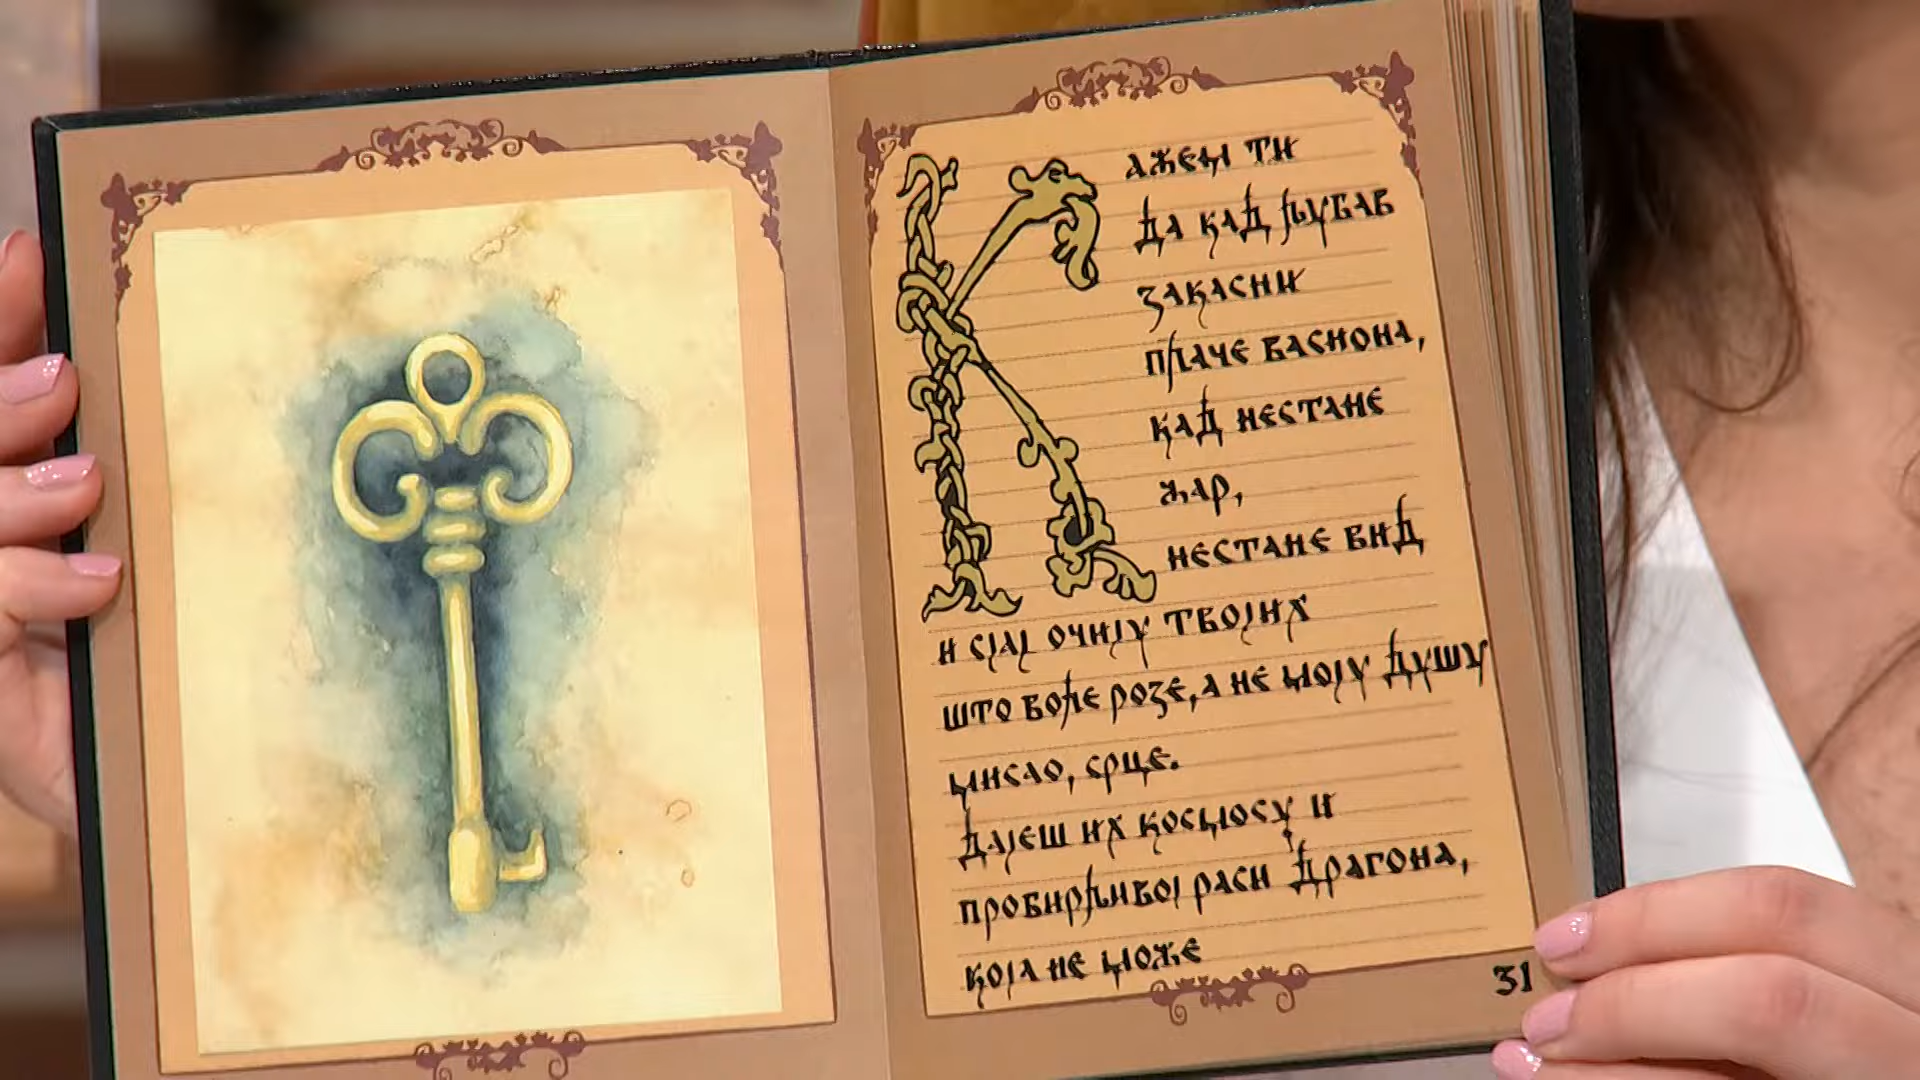 Кажем ти
да кад љубав
закасни
плаче васиона,
кад нестане
жар,
нестане вид
и сјај очију твојих
што воле розе, а не моју душу
мисао, срце.
Дајеш их космосу и
пробирљивој раси драгона,
која не може
31